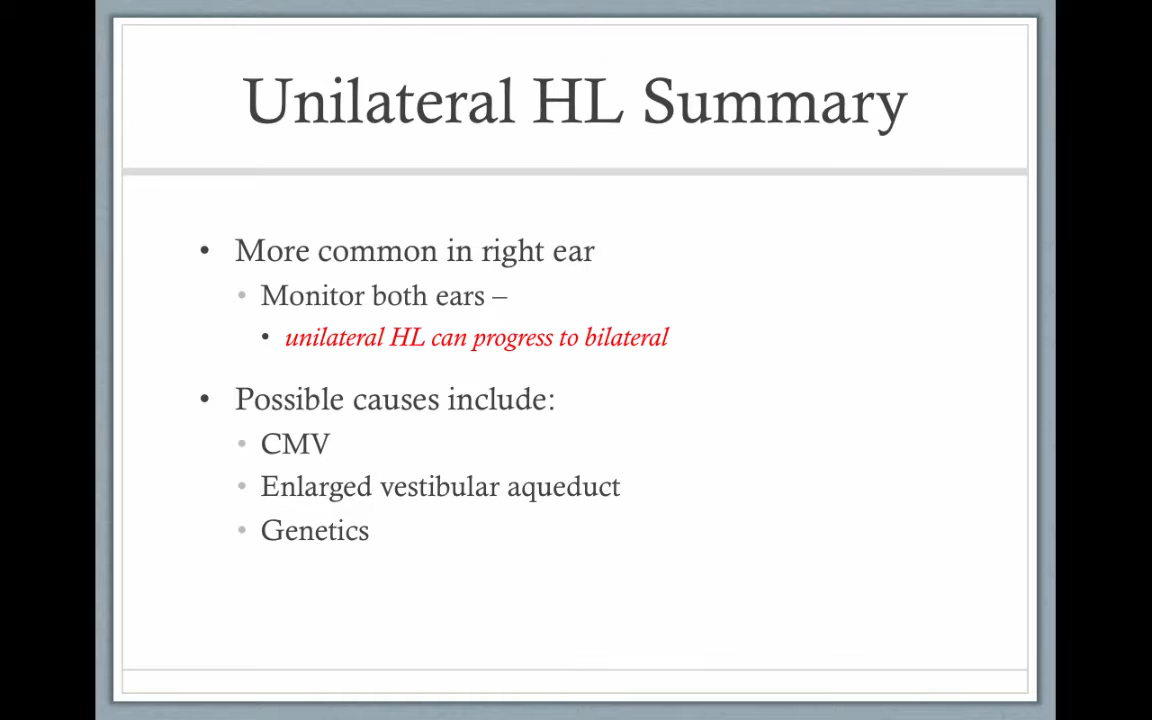 Unilateral HL Summary
• More common in right ear
• Monitor both ears –
• unilateral HL can progress to bilateral
• Possible causes include:
• CMV
• Enlarged vestibular aqueduct
• Genetics